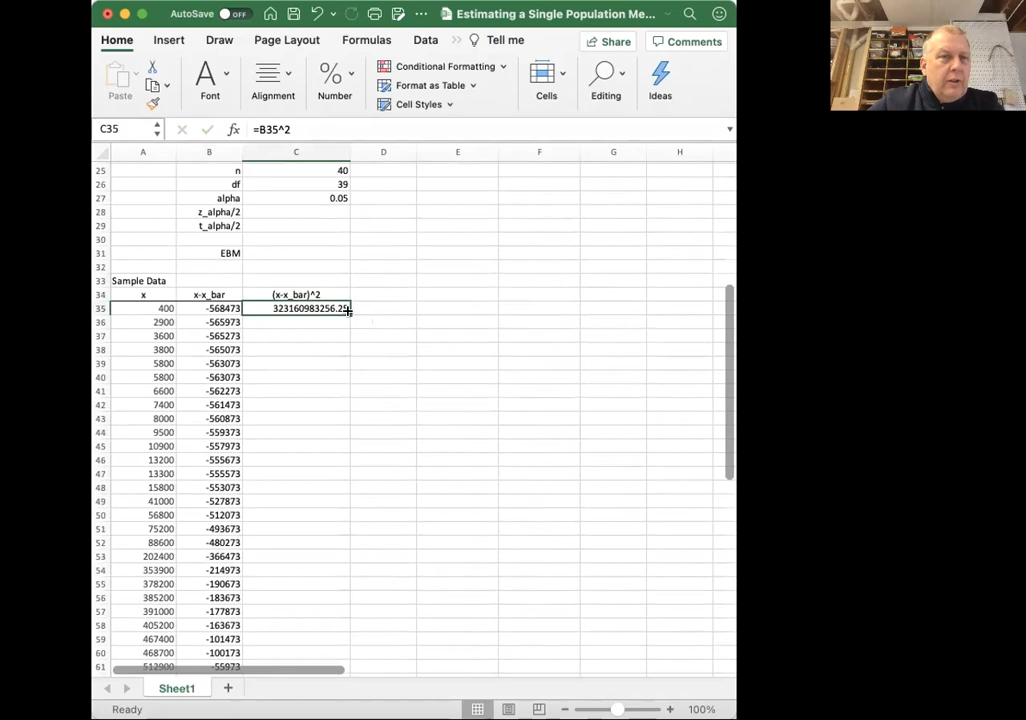 AutoSave OFF Estimating a Single Population Me...
Home Insert Draw Page Layout Formulas Data Tell me Share Comments
Paste Font Alignment Number Conditional Formatting Format as Table Cell Styles Cells Editing Ideas
C35 fx =B35^2
A B C D E F G H
25 n 40
26 df 39
27 alpha 0.05
28 z_alpha/2
29 t_alpha/2
30
31 EBM
32
33 Sample Data
34 x x-x_bar (x-x_bar)^2
35 400 -568473 323160983256.25
36 2900 -565973
37 3600 -565273
38 3800 -565073
39 5800 -563073
40 5800 -563073
41 6600 -562273
42 7400 -561473
43 8000 -560873
44 9500 -559373
45 10900 -557973
46 13200 -555673
47 13300 -555573
48 15800 -553073
49 41000 -527873
50 56800 -512073
51 75200 -493673
52 88600 -480273
53 202400 -366473
54 353900 -214973
55 378200 -190673
56 385200 -183673
57 391000 -177873
58 405200 -163673
59 467400 -101473
60 468700 -100173
61 512900 -55973
Sheet1
Ready 100%